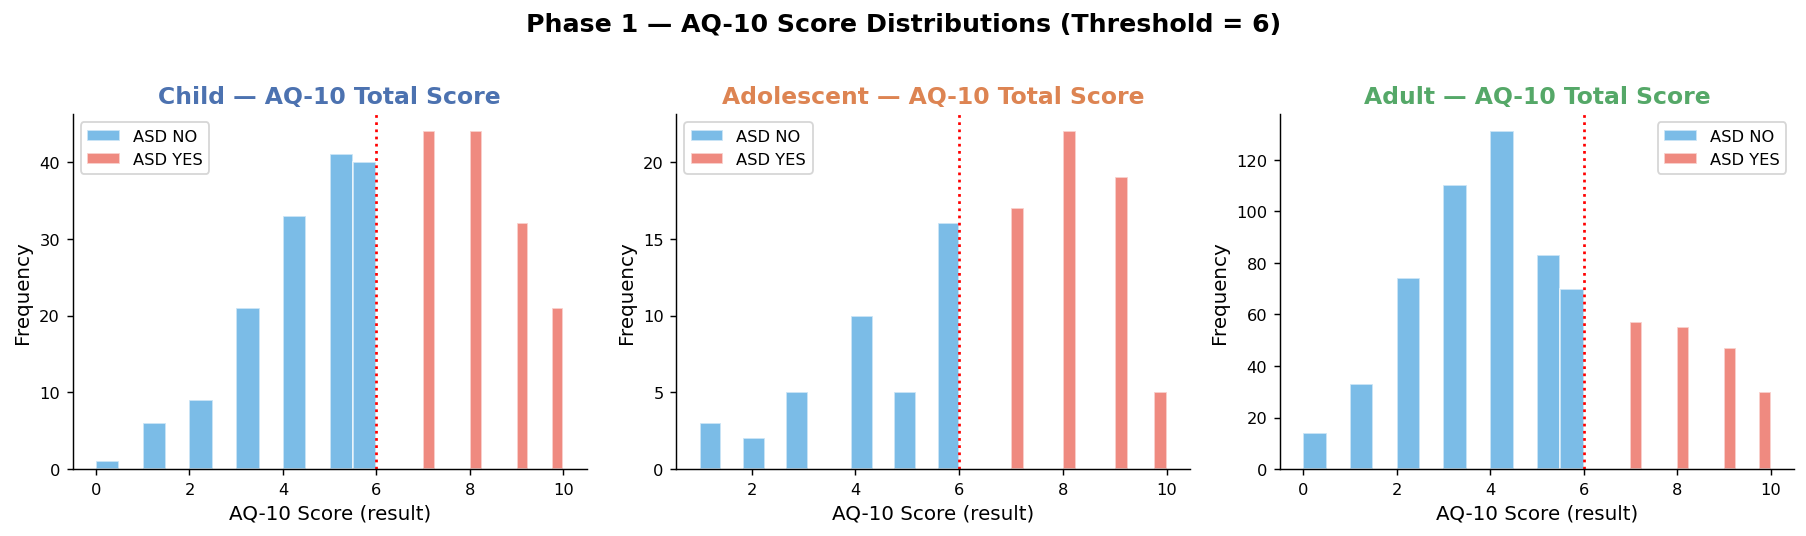 Phase 1 — AQ-10 Score Distributions (Threshold = 6)
Child — AQ-10 Total Score
ASD NO
ASD YES
Frequency
40
30
20
10
0
0 2 4 6 8 10
AQ-10 Score (result)
Adolescent — AQ-10 Total Score
ASD NO
ASD YES
Frequency
20
15
10
5
0
2 4 6 8 10
AQ-10 Score (result)
Adult — AQ-10 Total Score
ASD NO
ASD YES
Frequency
120
100
80
60
40
20
0
0 2 4 6 8 10
AQ-10 Score (result)